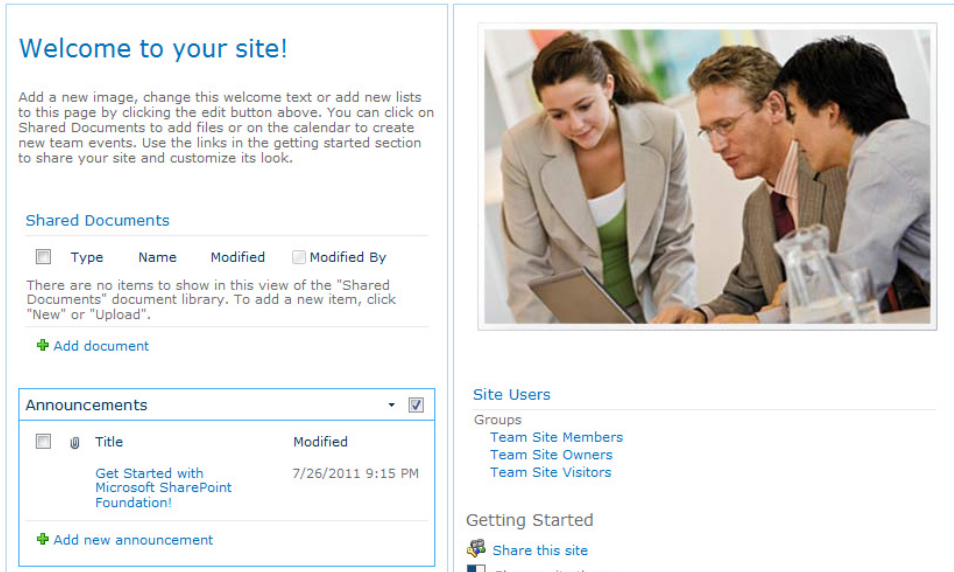 Welcome to your site!
Add a new image, change this welcome text or add new lists
to this page by clicking the edit button above. You can click on
Shared Documents to add files or on the calendar to create
new team events. Use the links in the getting started section
to share your site and customize its look.
Shared Documents
Type Name Modified Modified By
There are no items to show in this view of the "Shared
Documents" document library. To add a new item, click
"New" or "Upload".
Add document
Announcements
Title Modified
Get Started with 7/26/2011 9:15 PM
Microsoft SharePoint
Foundation!
Add new announcement
Site Users
Groups
Team Site Members
Team Site Owners
Team Site Visitors
Getting Started
Share this site